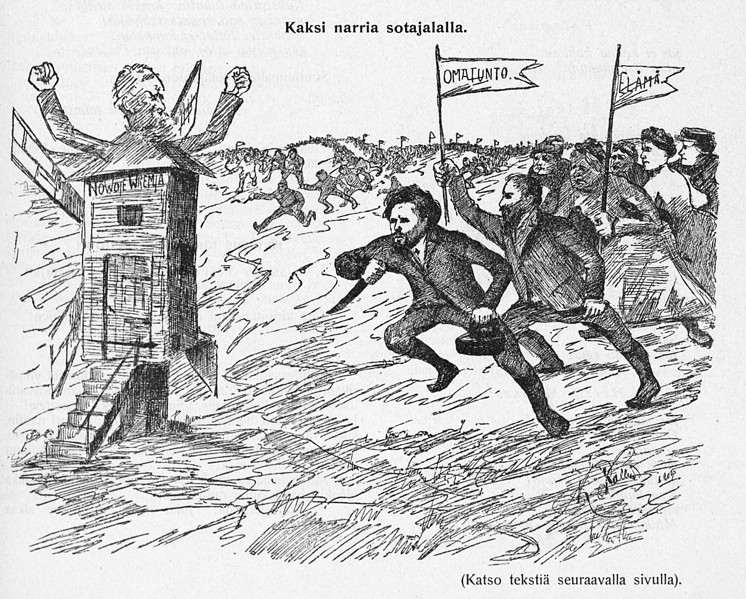 Kaksi narria sotajalalla.
OMATUNTO.
ELÄMÄ.
NOWOJE WREMJA
(Katso tekstiä seuraavalla sivulla).